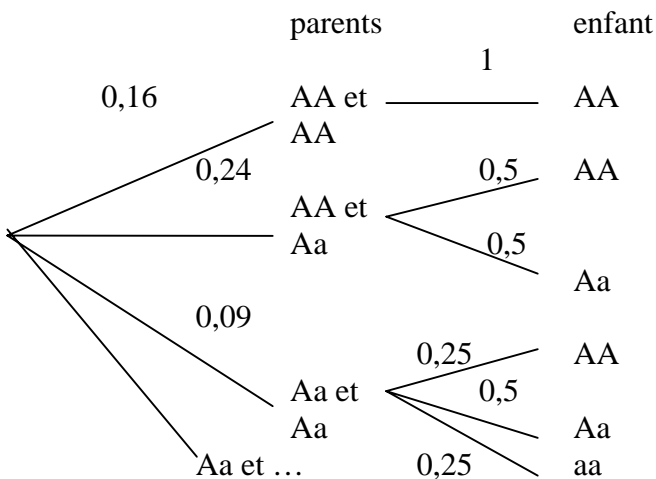 parents enfant
1
0,16 AA et AA
AA
0,24 0,5 AA
AA et
Aa 0,5
Aa
0,09
0,25 AA
Aa et 0,5
Aa Aa
Aa et … 0,25 aa